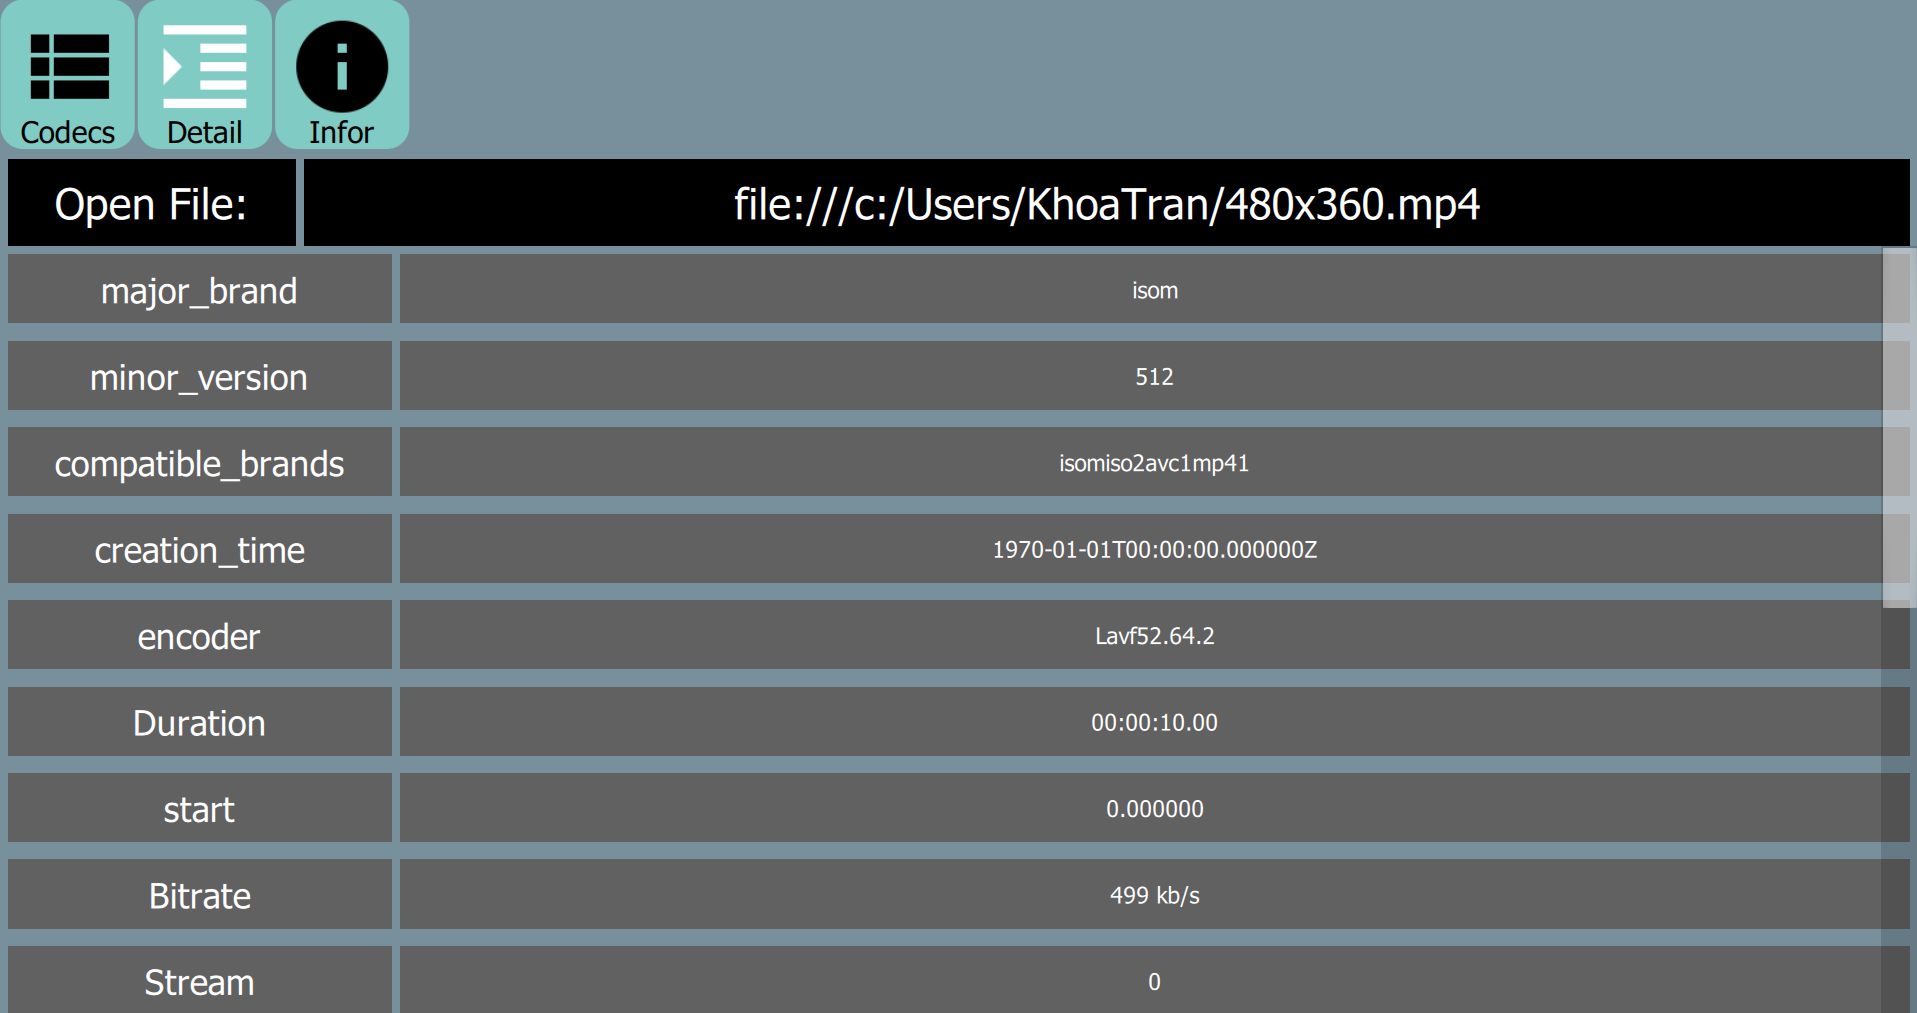 Codecs Detail Infor
Open File: file:///c:/Users/KhoaTran/480x360.mp4
major_brand isom
minor_version 512
compatible_brands isomiso2avc1mp41
creation_time 1970-01-01T00:00:00.000000Z
encoder Lavf52.64.2
Duration 00:00:10.00
start 0.000000
Bitrate 499 kb/s
Stream 0